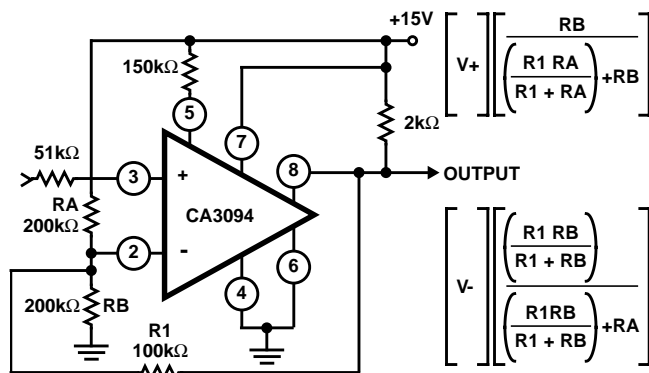 +15V
150kΩ
5
7
2kΩ
51kΩ
3
+
8
OUTPUT
RA
200kΩ
CA3094
2
-
6
4
200kΩ
RB
R1
100kΩ
[V+] [RB / ((R1 RA / R1 + RA) +RB)]
[V-] [(R1 RB / R1 + RB) / ((R1RB / R1 + RB) +RA)]